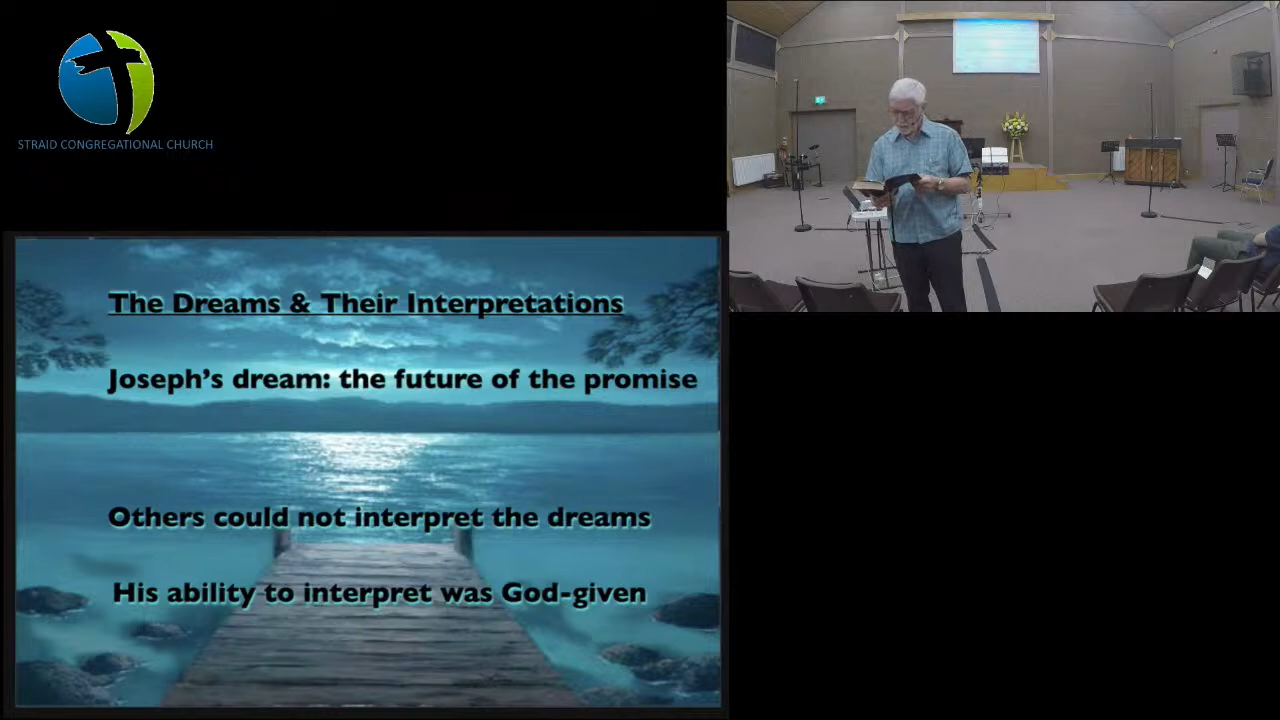 STRAID CONGREGATIONAL CHURCH
The Dreams & Their Interpretations
Joseph's dream: the future of the promise
Others could not interpret the dreams
His ability to interpret was God-given